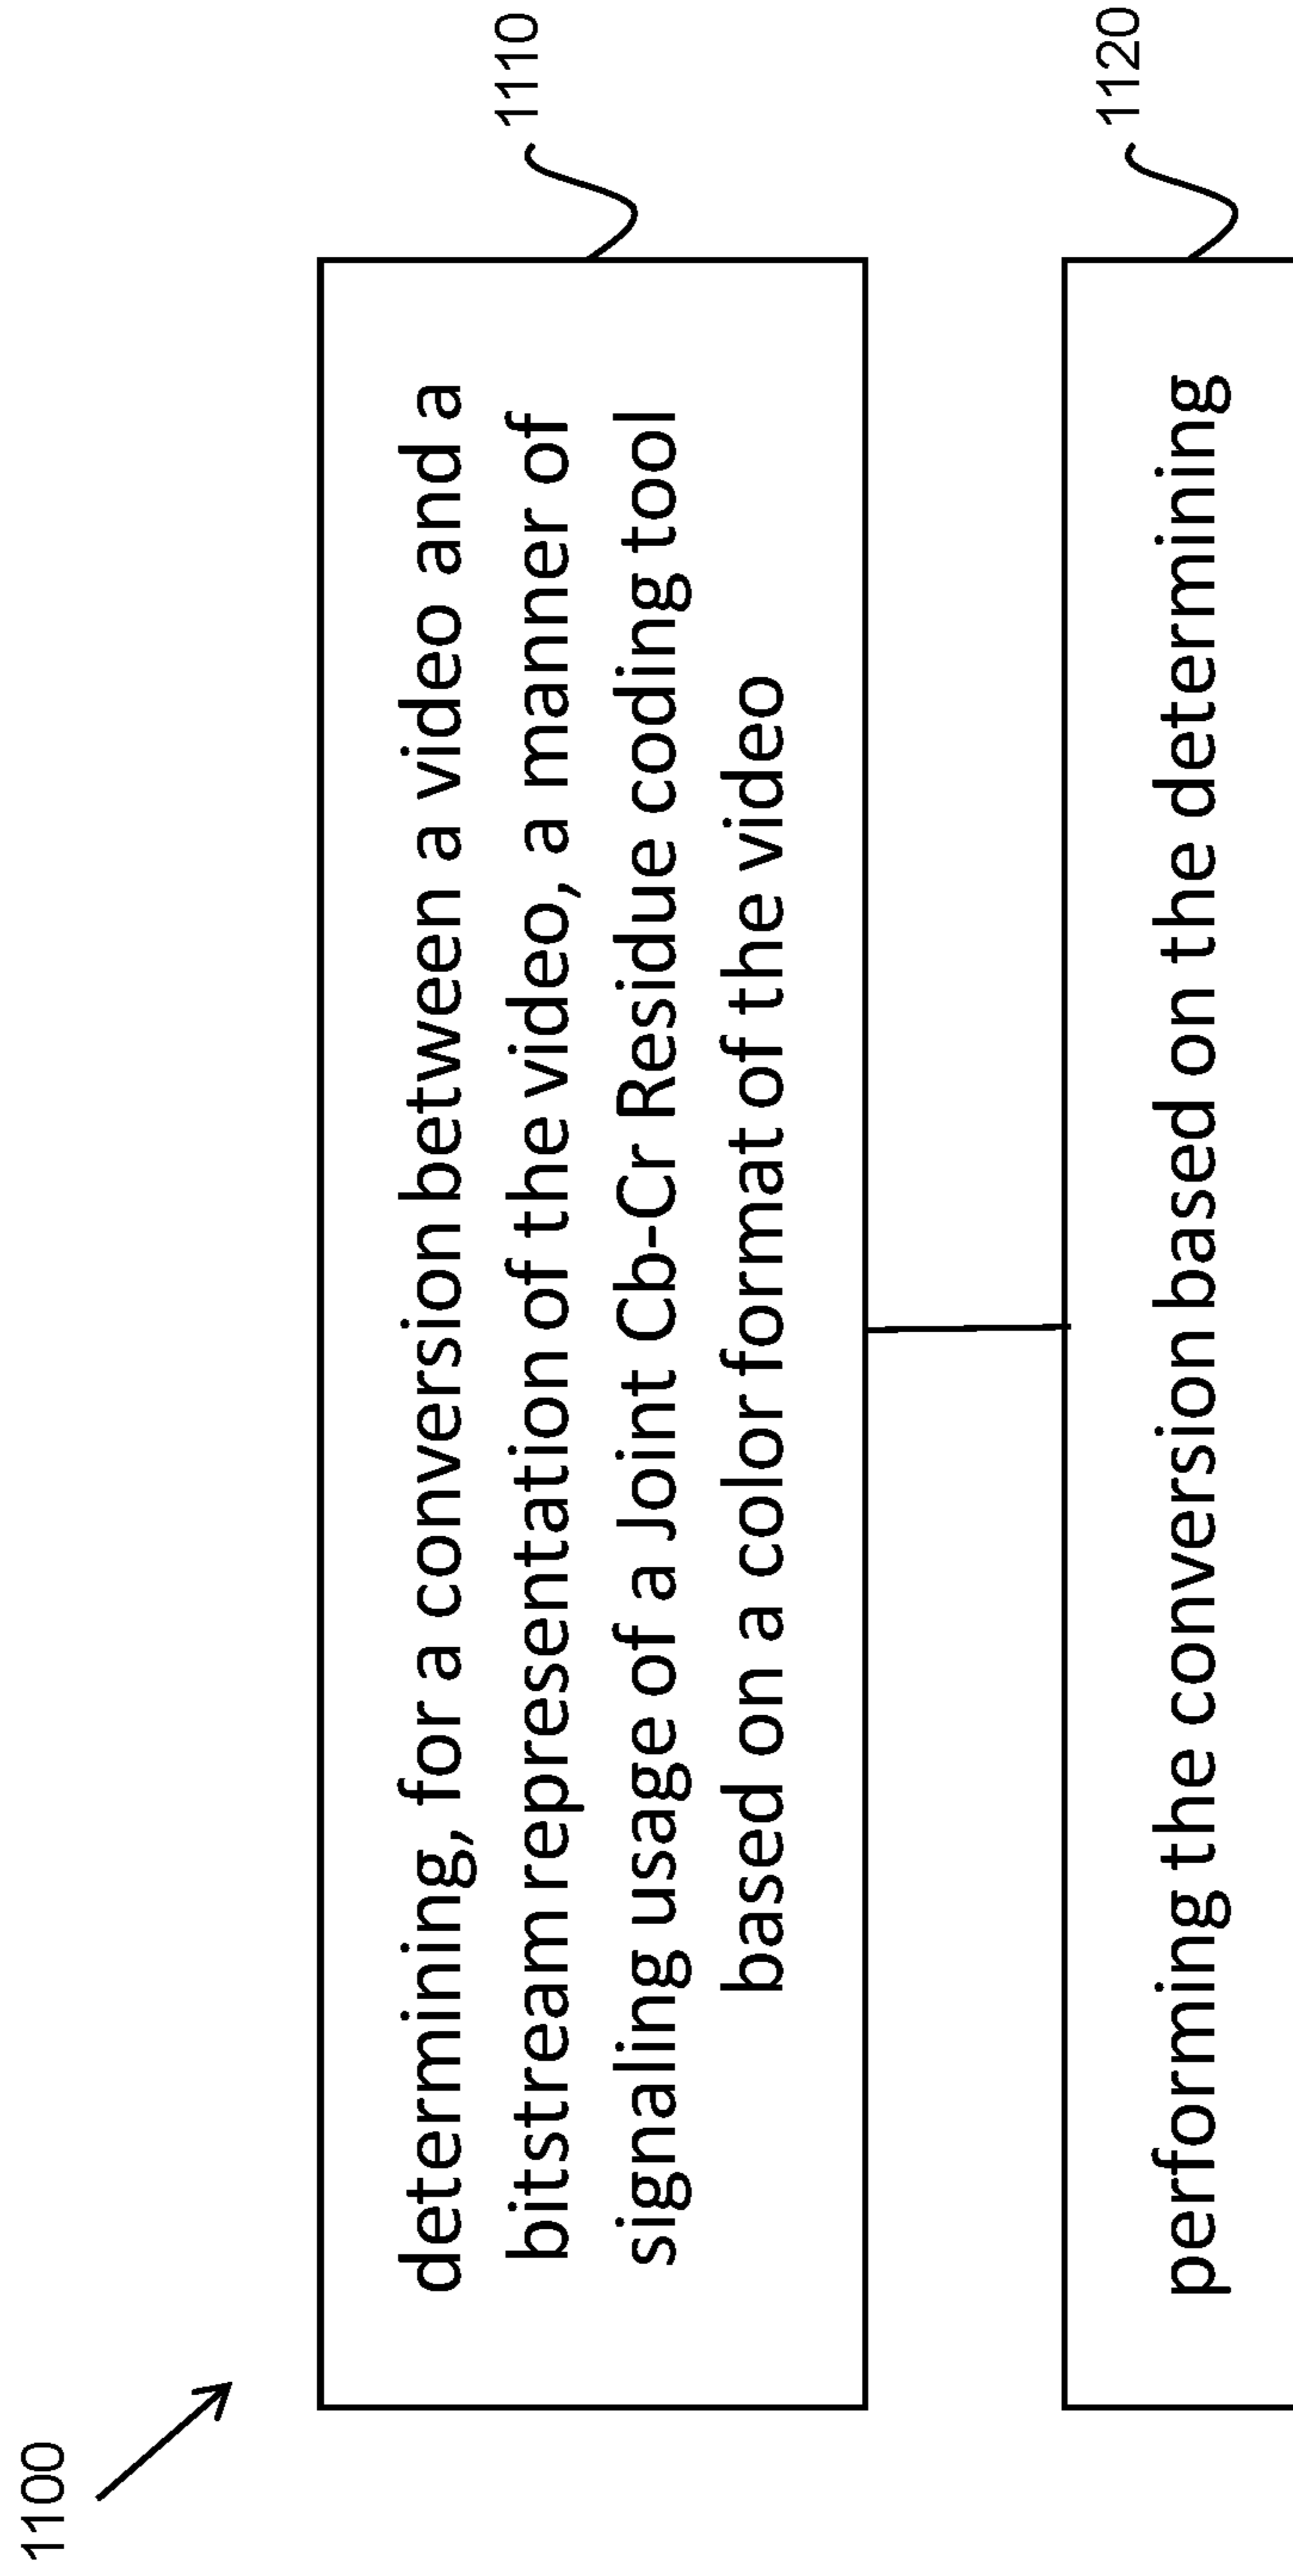 1100
determining, for a conversion between a video and a
bitstream representation of the video, a manner of
signaling usage of a Joint Cb-Cr Residue coding tool
based on a color format of the video
1110
performing the conversion based on the determining
1120